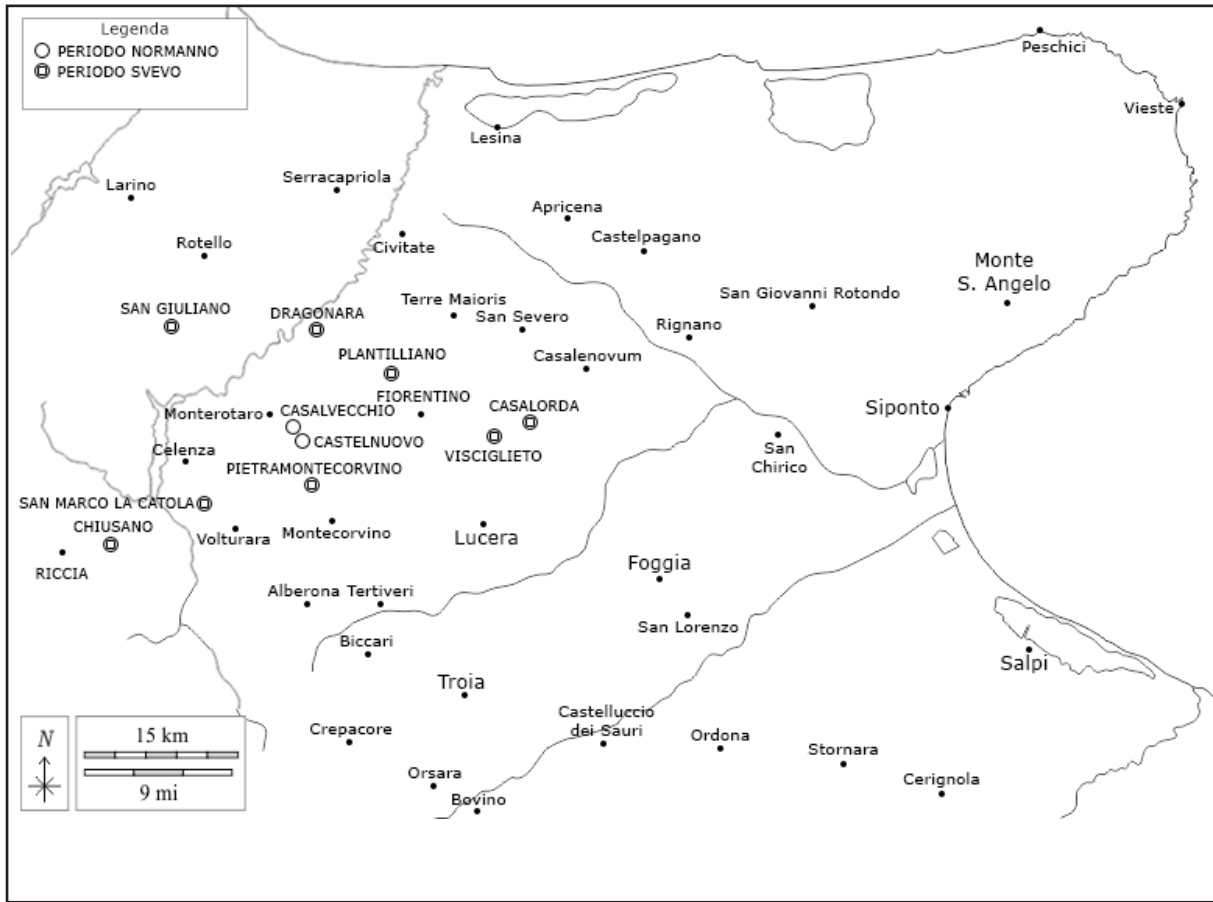 Legenda
PERIODO NORMANNO
PERIODO SVEVO
Peschici
Vieste
Lesina
Larino
Serracapriola
Apricena
Rotello
Civitate
Castelpagano
Monte
S. Angelo
SAN GIULIANO
DRAGONARA
Terre Maioris
San Severo
San Giovanni Rotondo
Rignano
PLANTILLIANO
Casalenovum
FIORENTINO
CASALORDA
Monterotaro
CASALVECCHIO
Siponto
CASTELNUOVO
Celenza
VISCIGLIETO
San
Chirico
PIETRAMONTECORVINO
SAN MARCO LA CATOLA
CHIUSANO
Volturara
Montecorvino
Lucera
RICCIA
Foggia
Alberona
Tertiveri
San Lorenzo
Biccari
Salpi
Troia
Castelluccio
dei Sauri
Crepacore
Ordona
Stornara
Orsara
Bovino
Cerignola
N
15 km
9 mi